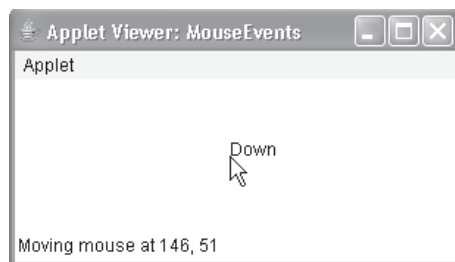 Applet Viewer: MouseEvents
Applet
Down
Moving mouse at 146, 51